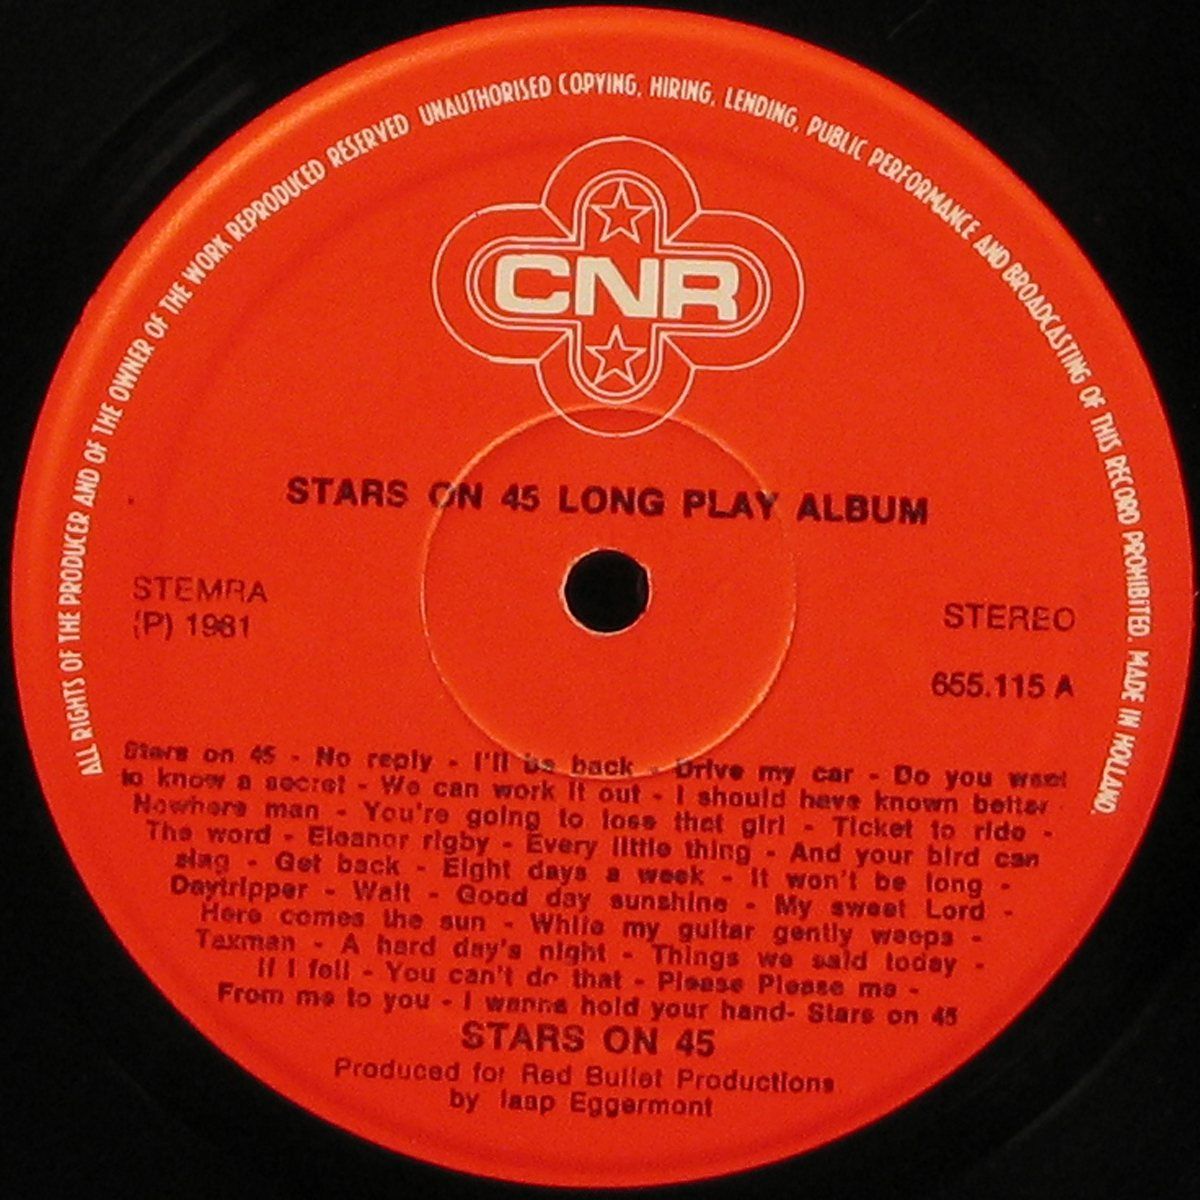 ALL RIGHTS OF THE PRODUCER AND OF THE OWNER OF THE WORK REPRODUCED RESERVED UNAUTHORISED COPYING, HIRING, LENDING, PUBLIC PERFORMANCE AND BROADCASTING OF THIS RECORD PROHIBITED. MADE IN HOLLAND.
CNR
STARS ON 45 LONG PLAY ALBUM
STEMRA
(P) 1981
STEREO
655.115 A
Stars on 45 - No reply - I'll be back - Drive my car - Do you want
to know a secret - We can work it out - I should have known better
Nowhere man - You're going to lose that girl - Ticket to ride -
The word - Eleanor rigby - Every little thing - And your bird can
sing - Get back - Eight days a week - It won't be long -
Daytripper - Wait - Good day sunshine - My sweet Lord -
Here comes the sun - While my guitar gently weeps -
Taxman - A hard day's night - Things we said today -
If I fell - You can't do that - Please Please me -
From me to you - I wanna hold your hand- Stars on 45
STARS ON 45
Produced for Red Bullet Productions
by Iaap Eggermont